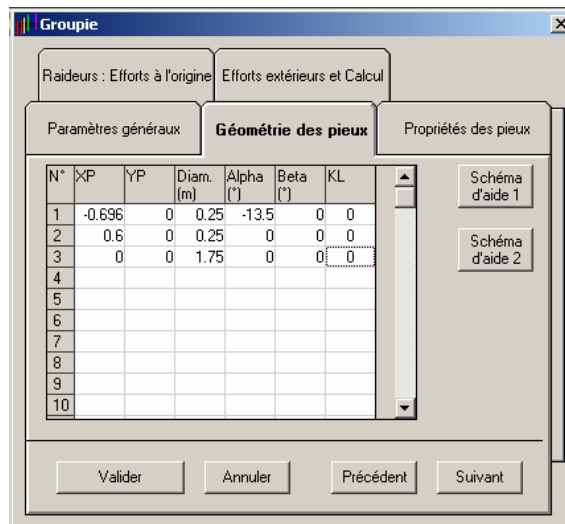 Groupie
Raideurs : Efforts à l'origine Efforts extérieurs et Calcul
Paramètres généraux Géométrie des pieux Propriétés des pieux
N° XP YP Diam. (m) Alpha (°) Beta (°) KL
1 -0.696 0 0.25 -13.5 0 0
2 0.6 0 0.25 0 0 0
3 0 0 1.75 0 0 0
4
5
6
7
8
9
10
Schéma d'aide 1
Schéma d'aide 2
Valider Annuler Précédent Suivant